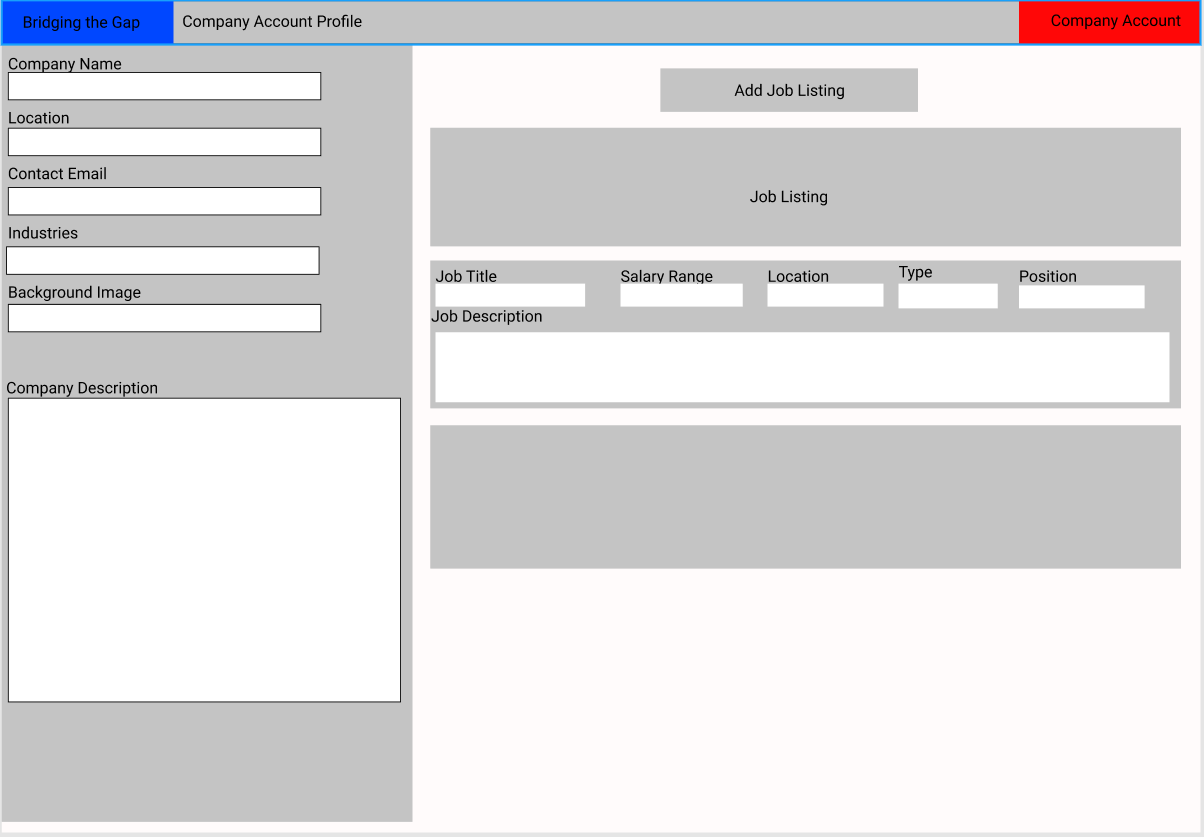 Bridging the Gap
Company Account Profile
Company Account
Company Name
Location
Contact Email
Industries
Background Image
Company Description
Add Job Listing
Job Listing
Job Title
Salary Range
Location
Type
Position
Job Description